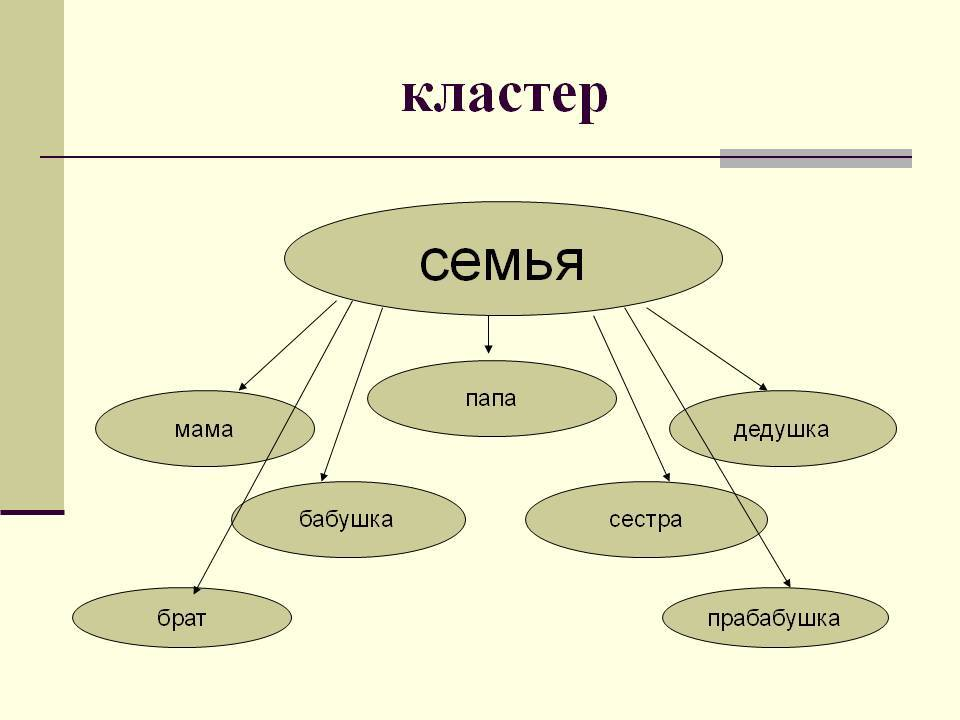 кластер
семья
папа
мама
дедушка
бабушка
сестра
брат
прабабушка